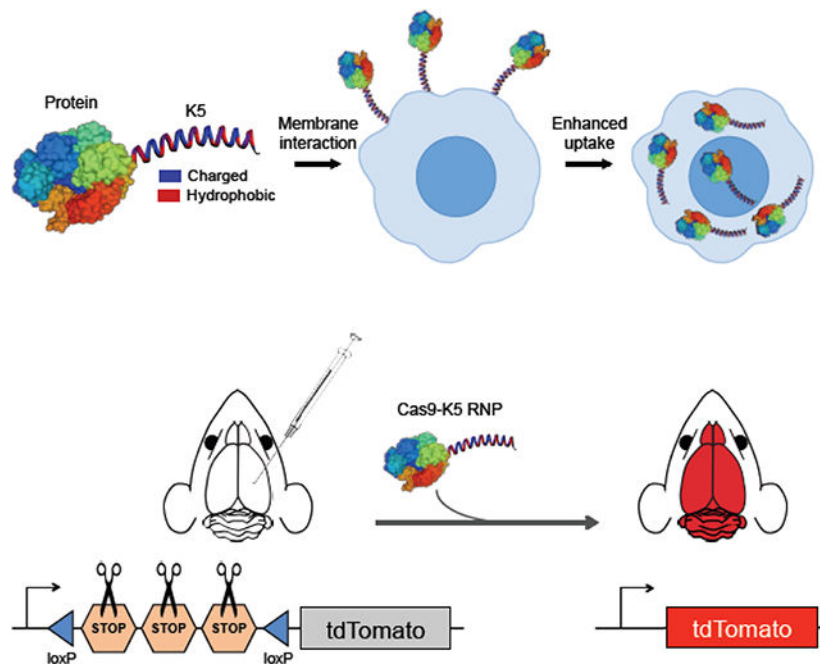 Protein
K5
Charged
Hydrophobic
Membrane
interaction
Enhanced
uptake
Cas9-K5 RNP
STOP
STOP
STOP
tdTomato
loxP
loxP
tdTomato